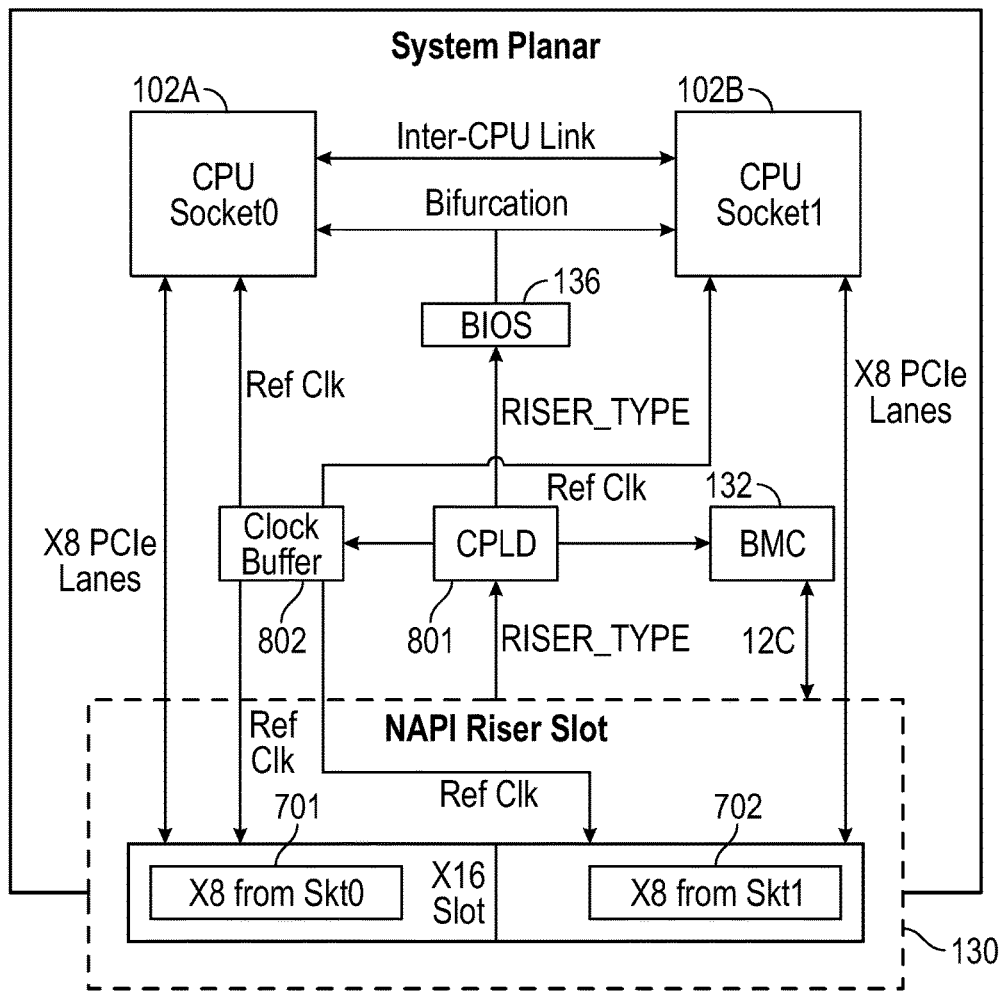 System Planar
102A
102B
CPU
Socket0
Inter-CPU Link
CPU
Socket1
Bifurcation
136
BIOS
Ref Clk
X8 PCIe
Lanes
RISER_TYPE
Ref Clk
132
X8 PCIe
Lanes
Clock
Buffer
CPLD
BMC
802
801
RISER_TYPE
12C
NAPI Riser Slot
Ref
Clk
Ref Clk
701
702
X8 from Skt0
X16
Slot
X8 from Skt1
130